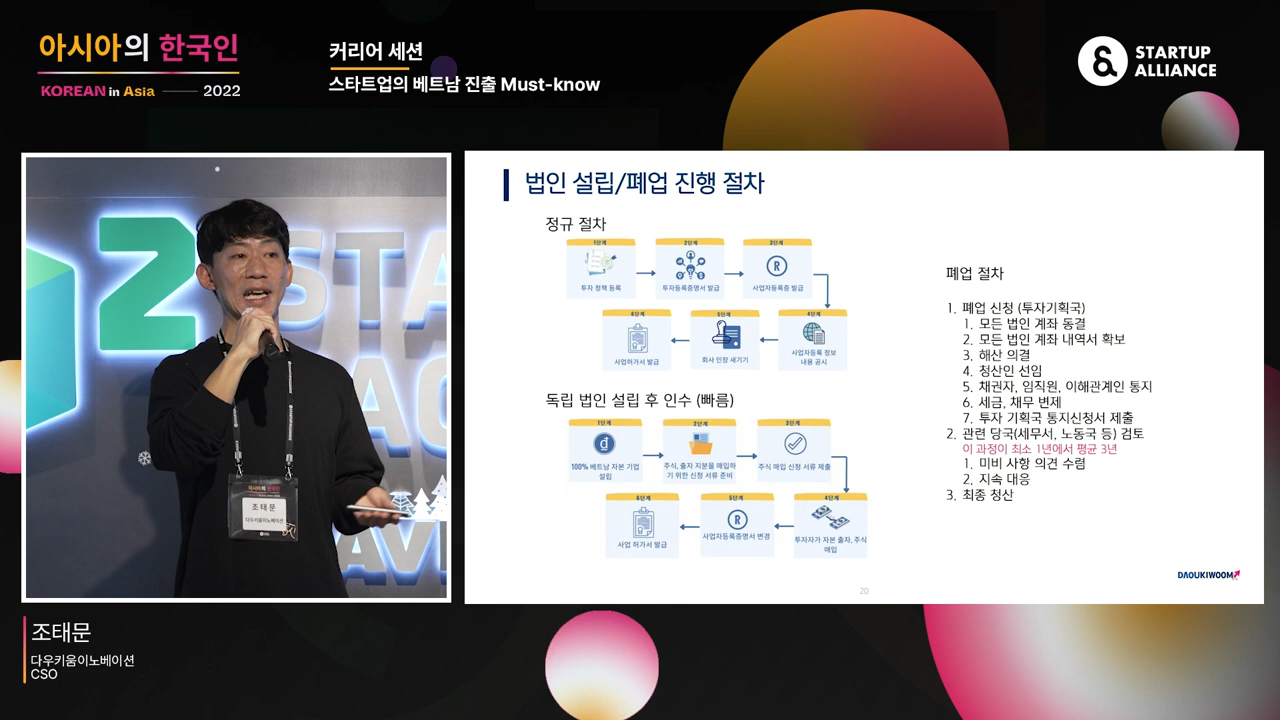 아시아의 한국인
KOREAN in Asia 2022
커리어 세션
스타트업의 베트남 진출 Must-know
STARTUP
ALLIANCE
법인 설립/폐업 진행 절차
정규 절차
1단계
투자 정책 등록
2단계
투자등록증명서 발급
3단계
사업자등록증 발급
4단계
사업자등록 정보
내용 공시
5단계
회사 인장 새기기
6단계
사업허가서 발급
독립 법인 설립 후 인수 (빠름)
1단계
100% 베트남 자본 기업
설립
2단계
주식, 출자 지분을 매입하
기 위한 신청 서류 준비
3단계
주식 매입 신청 서류 제출
4단계
투자자가 자본 출자, 주식
매입
5단계
사업자등록증명서 변경
6단계
사업 허가서 발급
폐업 절차
1. 폐업 신청 (투자기획국)
1. 모든 법인 계좌 동결
2. 모든 법인 계좌 내역서 확보
3. 해산 의결
4. 청산인 선임
5. 채권자, 임직원, 이해관계인 통지
6. 세금, 채무 변제
7. 투자 기획국 통지신청서 제출
2. 관련 당국(세무서, 노동국 등) 검토
이 과정이 최소 1년에서 평균 3년
1. 미비 사항 의견 수렴
2. 지속 대응
3. 최종 청산
DAOUKIWOOM
20
아시아의 한국인
조태문
다우키움이노베이션
조태문
다우키움이노베이션
CSO